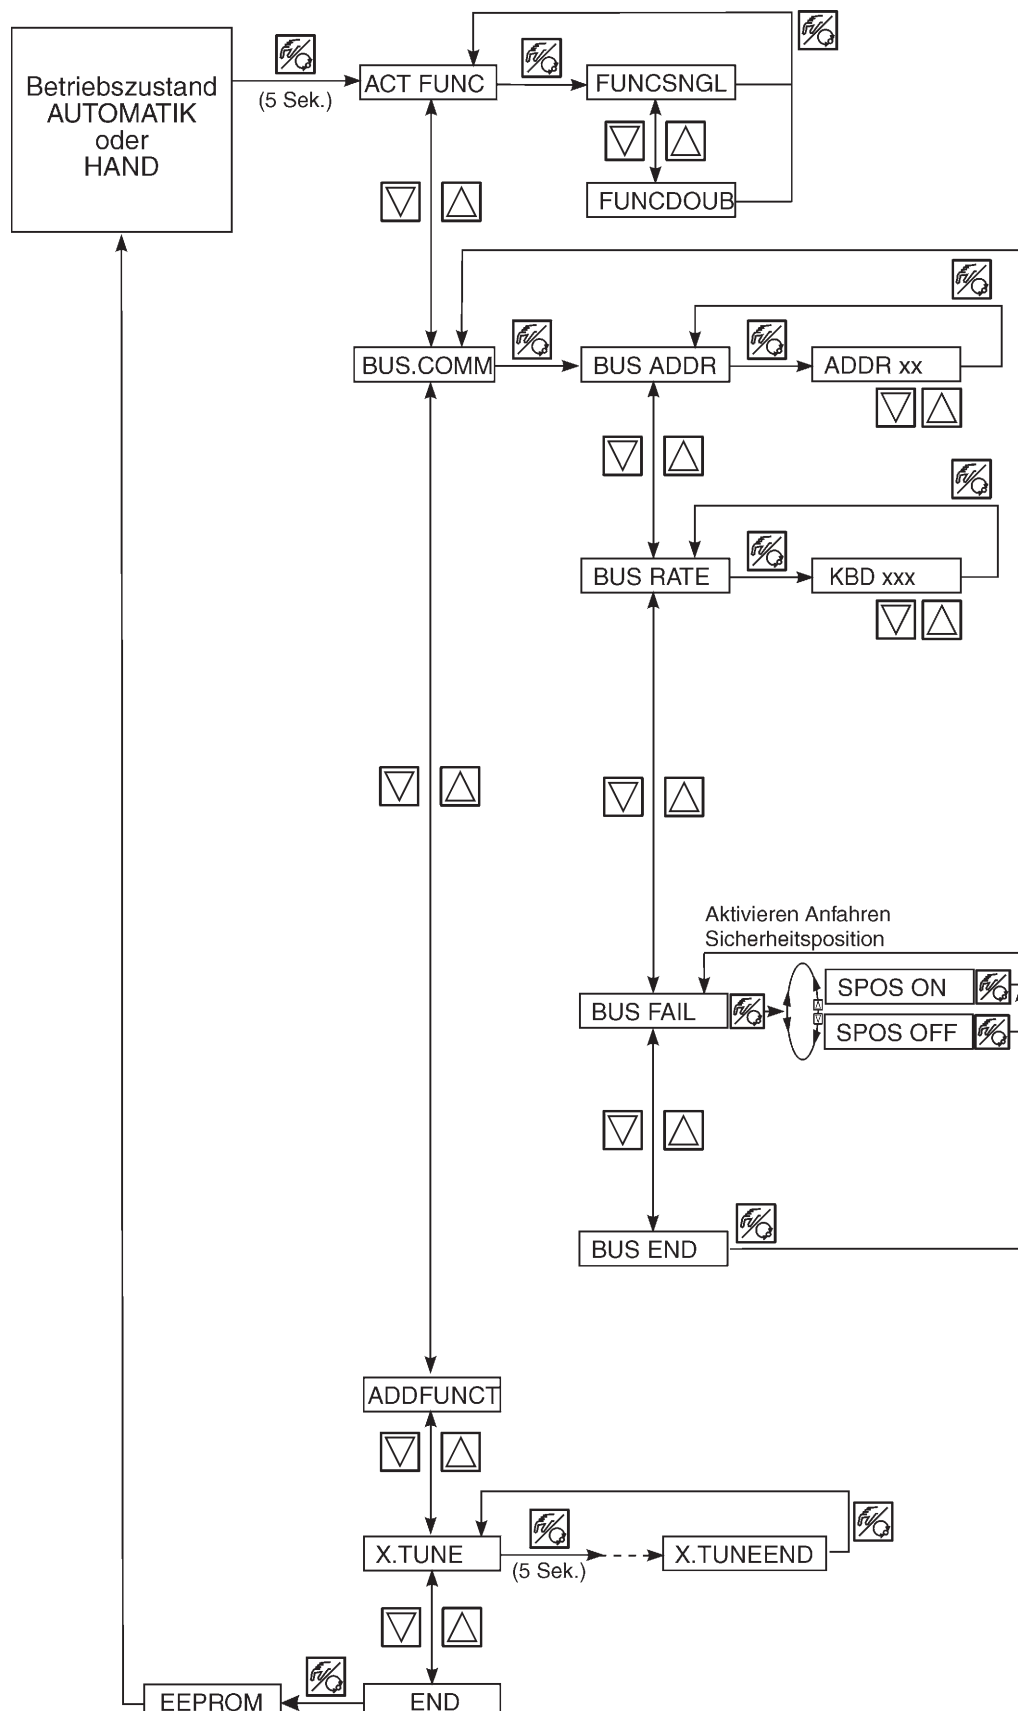 Betriebszustand
AUTOMATIK
oder
HAND
(5 Sek.)
ACT FUNC
FUNCSNGL
FUNCDOUB
BUS.COMM
BUS ADDR
ADDR xx
BUS RATE
KBD xxx
Aktivieren Anfahren
Sicherheitsposition
BUS FAIL
SPOS ON
SPOS OFF
BUS END
ADDFUNCT
X.TUNE
(5 Sek.)
X.TUNEEND
EEPROM
END